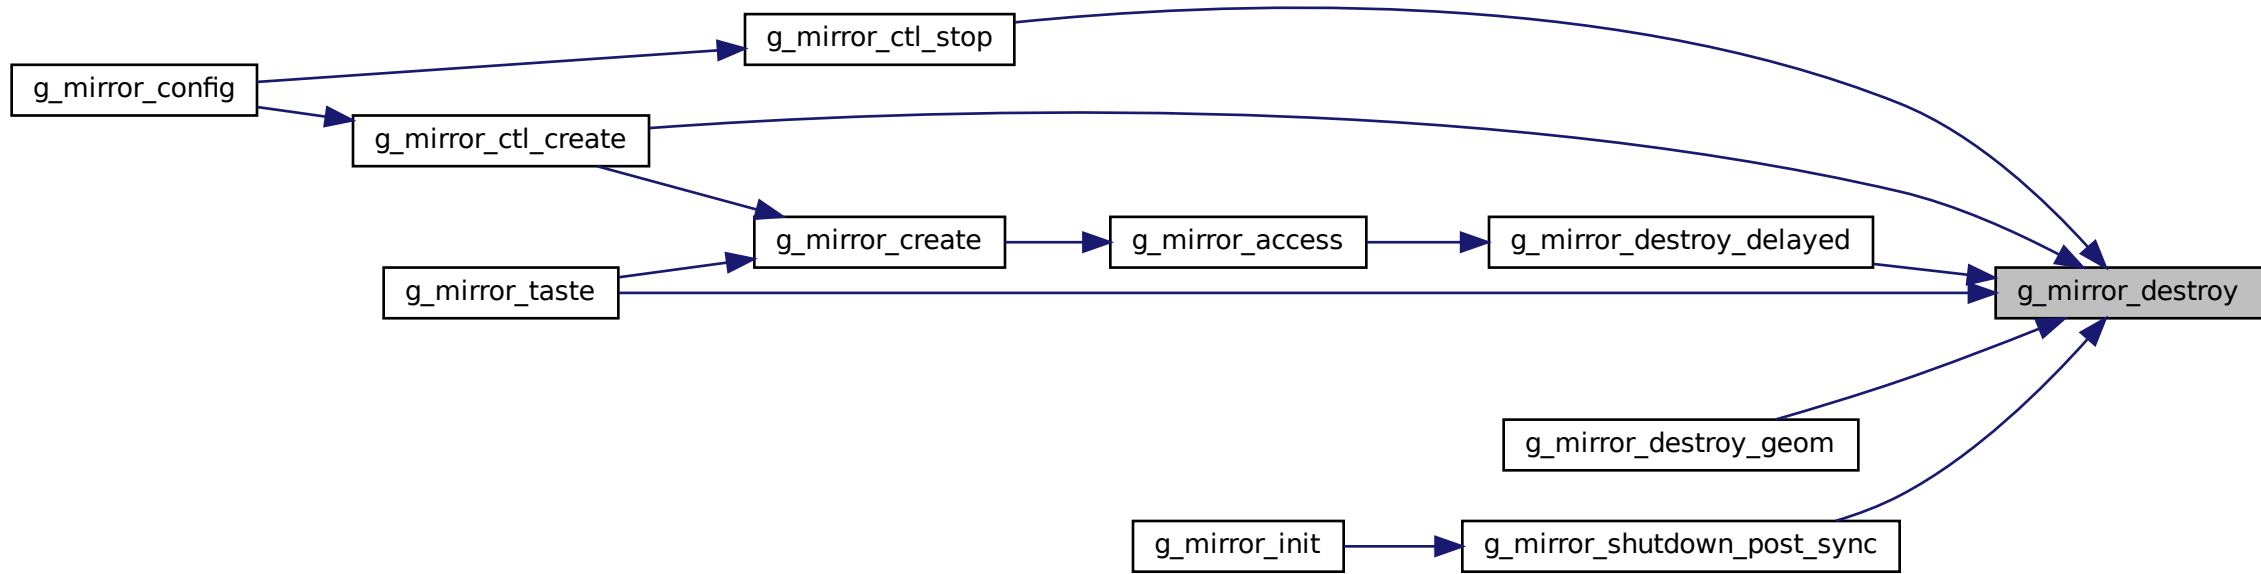 g_mirror_ctl_stop
g_mirror_config
g_mirror_ctl_create
g_mirror_create
g_mirror_access
g_mirror_destroy_delayed
g_mirror_taste
g_mirror_destroy
g_mirror_destroy_geom
g_mirror_init
g_mirror_shutdown_post_sync